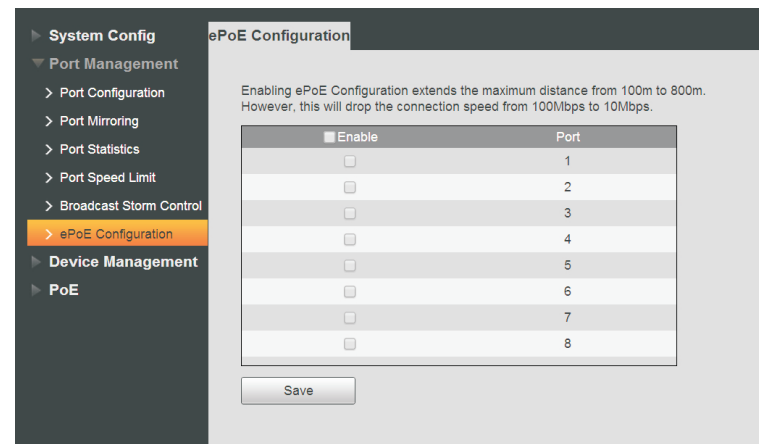 System Config
Port Management
Port Configuration
Port Mirroring
Port Statistics
Port Speed Limit
Broadcast Storm Control
ePoE Configuration
Device Management
PoE
ePoE Configuration
Enabling ePoE Configuration extends the maximum distance from 100m to 800m.
However, this will drop the connection speed from 100Mbps to 10Mbps.
Enable Port
1
2
3
4
5
6
7
8
Save